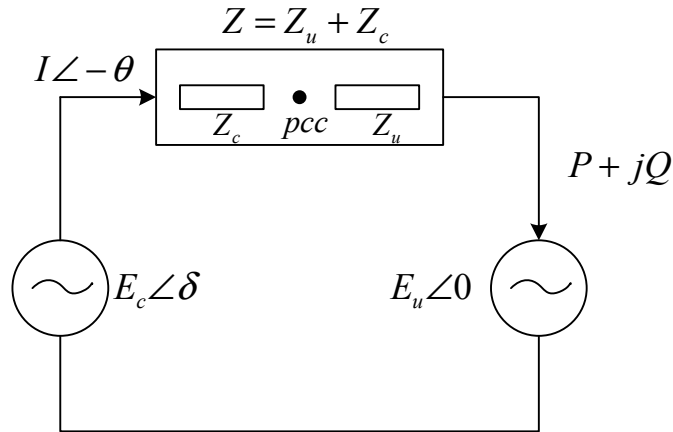 Z = Z_u + Z_c
I∠−θ
Z_c
pcc
Z_u
P + jQ
E_c∠δ
E_u∠0